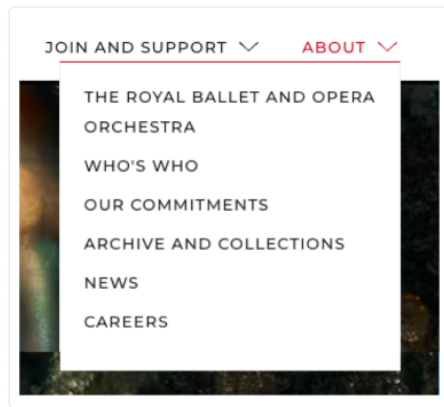 JOIN AND SUPPORT
ABOUT
THE ROYAL BALLET AND OPERA
ORCHESTRA
WHO'S WHO
OUR COMMITMENTS
ARCHIVE AND COLLECTIONS
NEWS
CAREERS